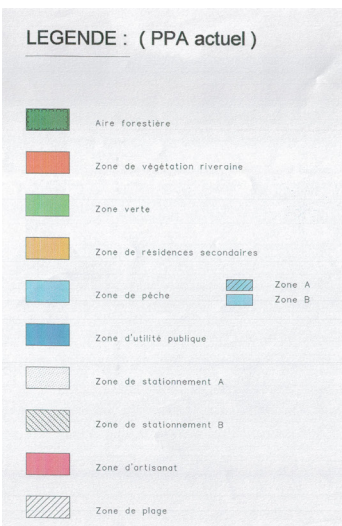 LEGENDE : ( PPA actuel )
Aire forestière
Zone de végétation riveraine
Zone verte
Zone de résidences secondaires
Zone de pêche
Zone A
Zone B
Zone d'utilité publique
Zone de stationnement A
Zone de stationnement B
Zone d'artisanat
Zone de plage